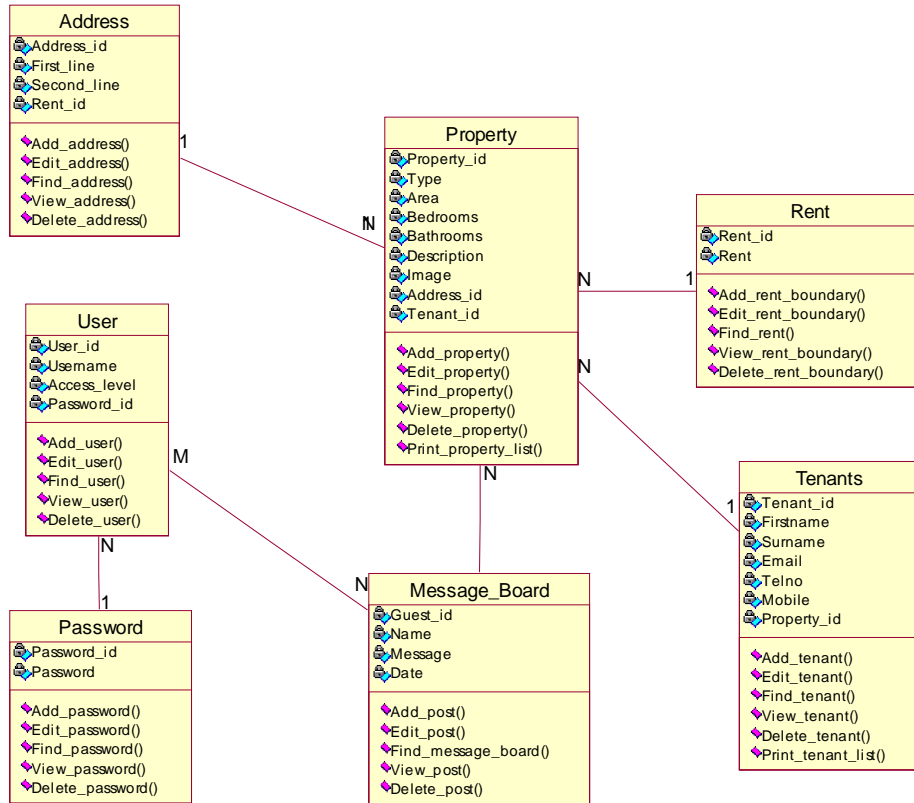 Address
Address_id
First_line
Second_line
Rent_id
Add_address()
Edit_address()
Find_address()
View_address()
Delete_address()
1
N
Property
Property_id
Type
Area
Bedrooms
Bathrooms
Description
Image
Address_id
Tenant_id
Add_property()
Edit_property()
Find_property()
View_property()
Delete_property()
Print_property_list()
N
1
N
1
N
Rent
Rent_id
Rent
Add_rent_boundary()
Edit_rent_boundary()
Find_rent()
View_rent_boundary()
Delete_rent_boundary()
User
User_id
Username
Access_level
Password_id
Add_user()
Edit_user()
Find_user()
View_user()
Delete_user()
M
N
N
1
Tenants
Tenant_id
Firstname
Surname
Email
Telno
Mobile
Property_id
Add_tenant()
Edit_tenant()
Find_tenant()
View_tenant()
Delete_tenant()
Print_tenant_list()
Password
Password_id
Password
Add_password()
Edit_password()
Find_password()
View_password()
Delete_password()
Message_Board
Guest_id
Name
Message
Date
Add_post()
Edit_post()
Find_message_board()
View_post()
Delete_post()